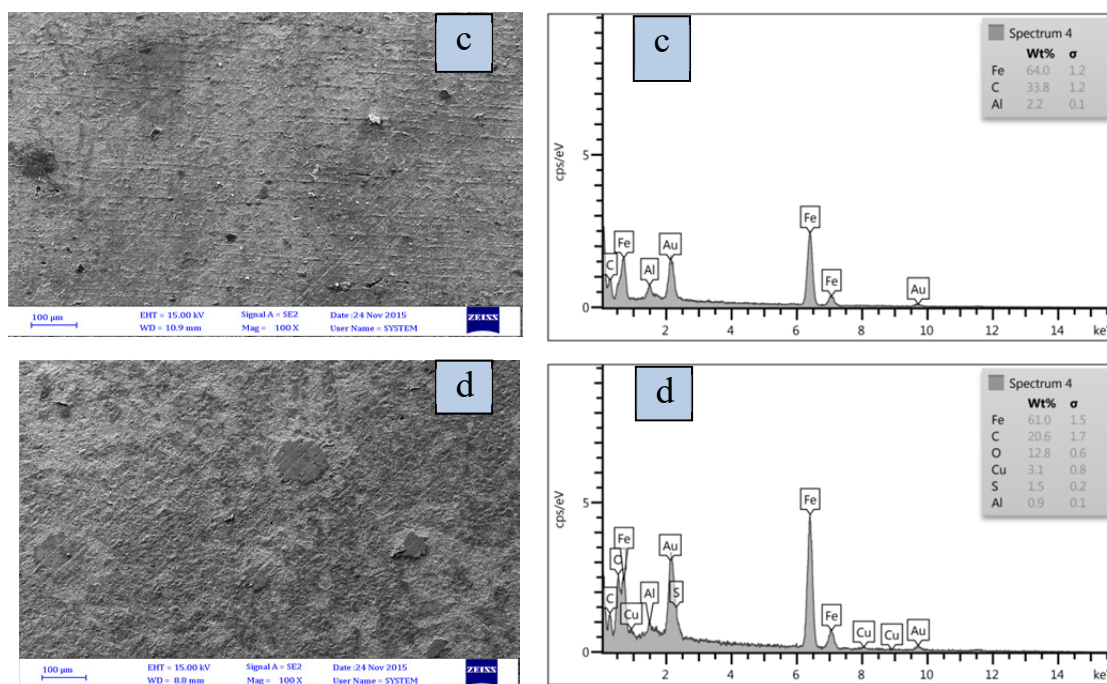 c
100 µm
EHT = 15.00 kV
WD = 10.9 mm
Signal A = SE2
Mag = 100 X
Date :24 Nov 2015
User Name = SYSTEM
ZEISS
c
Spectrum 4
Wt% σ
Fe 64.0 1.2
C 33.8 1.2
Al 2.2 0.1
cps/eV
5
0
C
Fe
Al
Au
Fe
Fe
Au
2 4 6 8 10 12 14 ke
d
100 µm
EHT = 15.00 kV
WD = 8.8 mm
Signal A = SE2
Mag = 100 X
Date :24 Nov 2015
User Name = SYSTEM
ZEISS
d
Spectrum 4
Wt% σ
Fe 61.0 1.5
C 20.6 1.7
O 12.8 0.6
Cu 3.1 0.8
S 1.5 0.2
Al 0.9 0.1
cps/eV
5
0
C
O
Fe
Cu
Al
Au
S
Fe
Fe
Cu
Cu
Au
2 4 6 8 10 12 14 ke